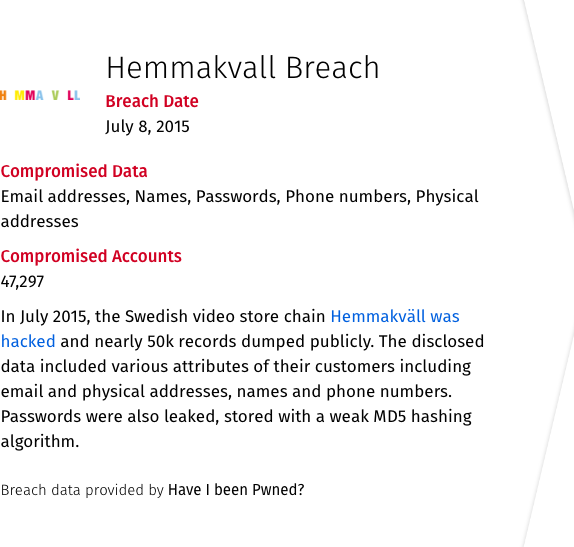 Hemmakvall Breach
H MMA V LL
Breach Date
July 8, 2015
Compromised Data
Email addresses, Names, Passwords, Phone numbers, Physical
addresses
Compromised Accounts
47,297
In July 2015, the Swedish video store chain Hemmakväll was
hacked and nearly 50k records dumped publicly. The disclosed
data included various attributes of their customers including
email and physical addresses, names and phone numbers.
Passwords were also leaked, stored with a weak MD5 hashing
algorithm.
Breach data provided by Have I been Pwned?